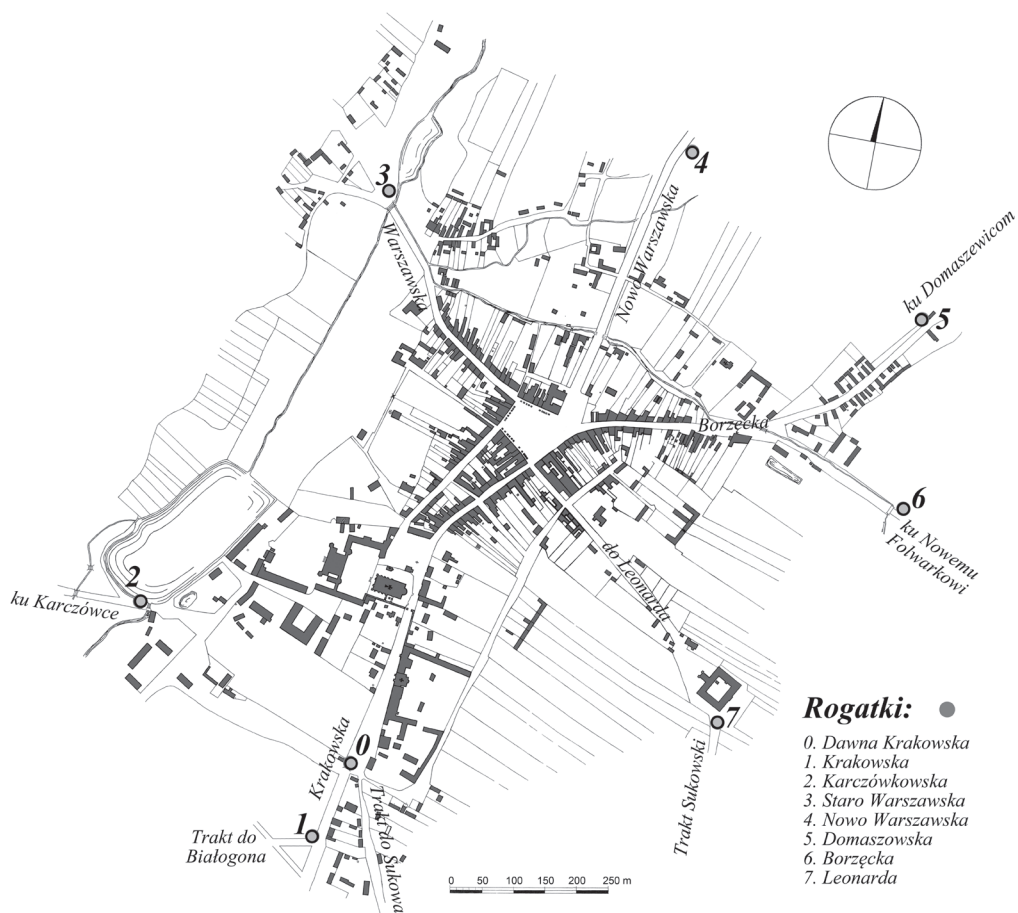 4
3
Warszawska
Nowo Warszawska
ku Domaszewicom
5
Borzęcka
6
ku Nowemu
Folwarkowi
do Leonarda
2
ku Karczówce
7
Trakt Sukowski
Krakowska
0
Trakt do Sukowa
1
Trakt do
Białogona
0 50 100 150 200 250 m
Rogatki:
0. Dawna Krakowska
1. Krakowska
2. Karczówkowska
3. Staro Warszawska
4. Nowo Warszawska
5. Domaszowska
6. Borzęcka
7. Leonarda